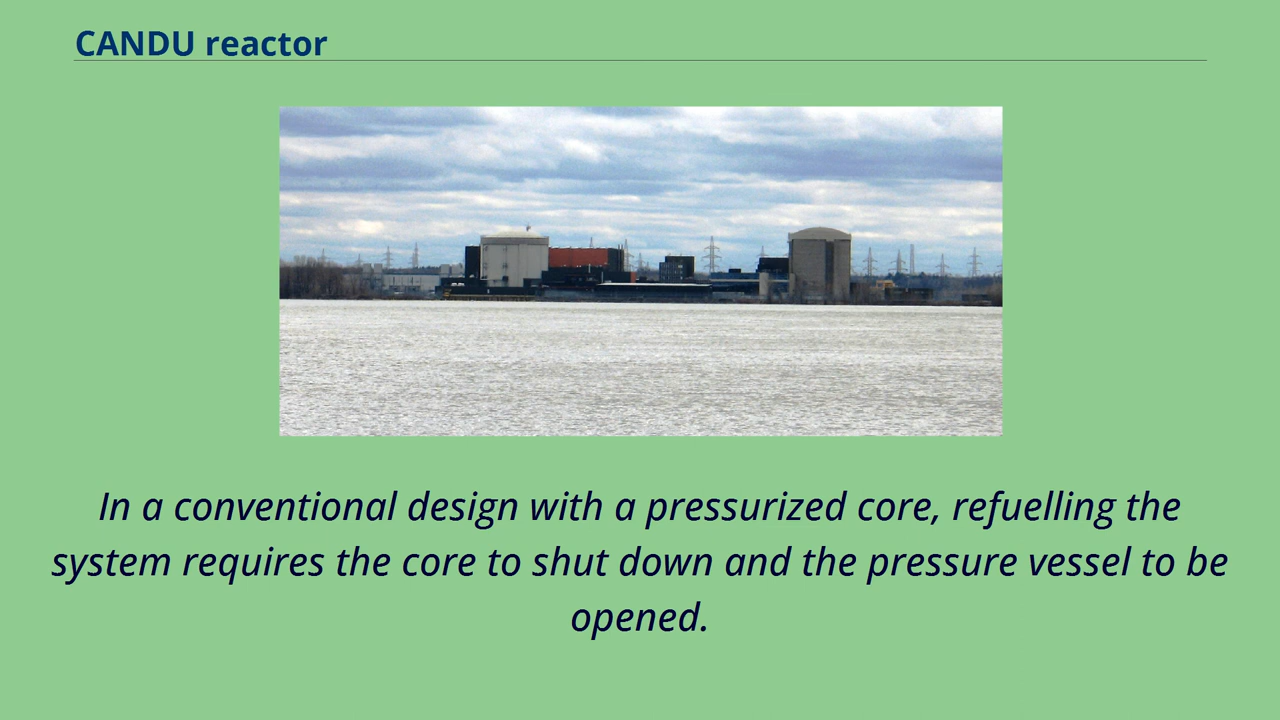 CANDU reactor
In a conventional design with a pressurized core, refuelling the
system requires the core to shut down and the pressure vessel to be
opened.